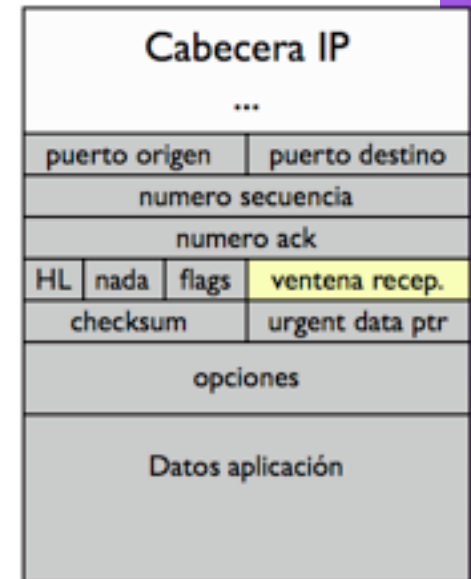 Cabecera IP
...
puerto origen puerto destino
numero secuencia
numero ack
HL nada flags ventena recep.
checksum urgent data ptr
opciones
Datos aplicación